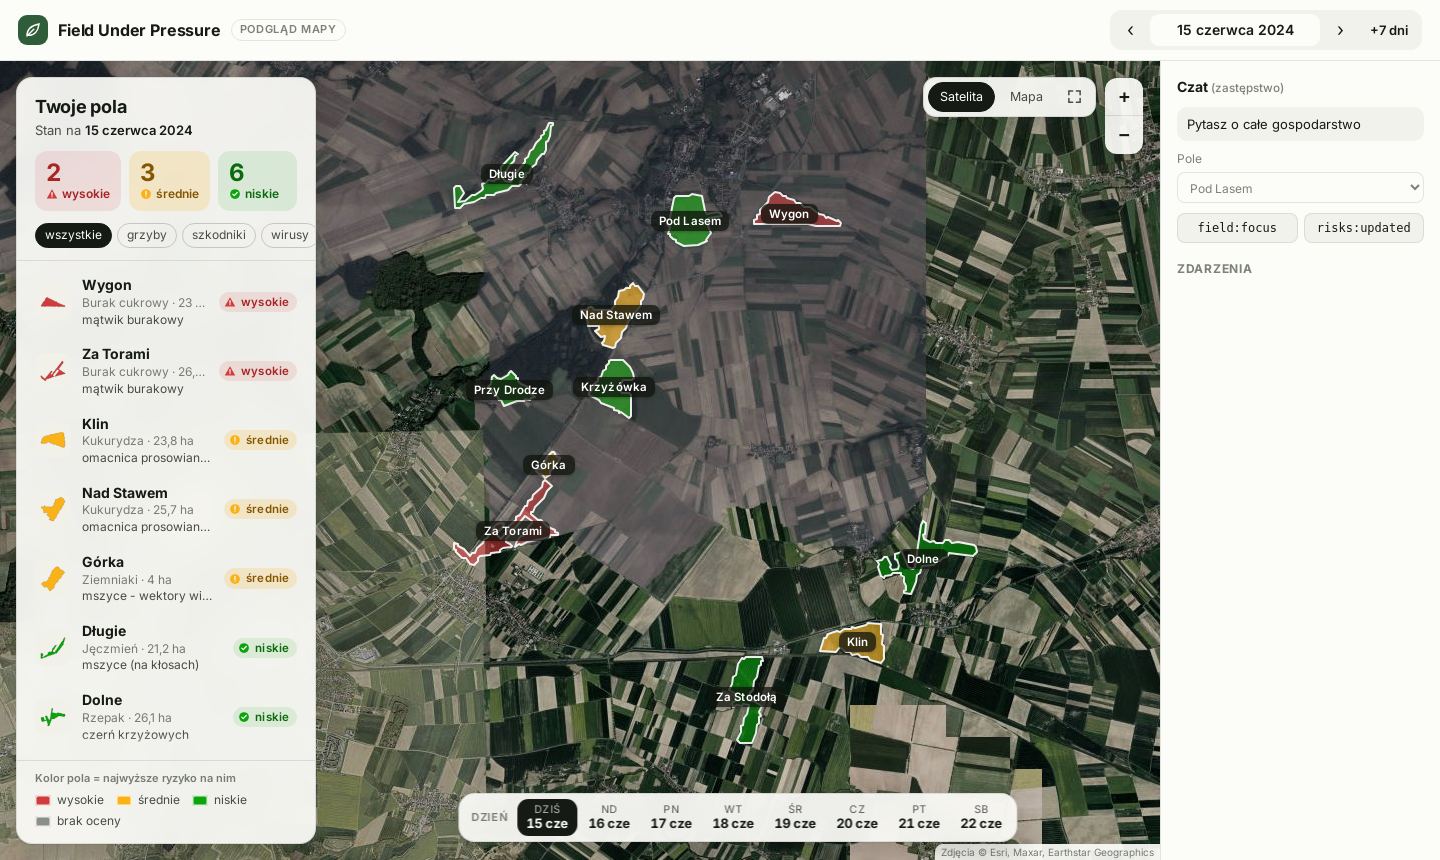 Field Under Pressure
PODGLĄD MAPY
15 czerwca 2024
+7 dni
Twoje pola
Stan na 15 czerwca 2024
2
wysokie
3
średnie
6
niskie
wszystkie
grzyby
szkodniki
wirusy
Wygon
Burak cukrowy · 23 ...
mątwik burakowy
wysokie
Za Torami
Burak cukrowy · 26,...
mątwik burakowy
wysokie
Klin
Kukurydza · 23,8 ha
omacnica prosowian...
średnie
Nad Stawem
Kukurydza · 25,7 ha
omacnica prosowian...
średnie
Górka
Ziemniaki · 4 ha
mszyce - wektory wi...
średnie
Długie
Jęczmień · 21,2 ha
mszyce (na kłosach)
niskie
Dolne
Rzepak · 26,1 ha
czerń krzyżowych
niskie
Kolor pola = najwyższe ryzyko na nim
wysokie
średnie
niskie
brak oceny
Satelita
Mapa
+
−
Długie
Pod Lasem
Wygon
Nad Stawem
Przy Drodze
Krzyżówka
Górka
Za Torami
Dolne
Klin
Za Stodołą
DZIEŃ
DZIŚ
15 cze
ND
16 cze
PN
17 cze
WT
18 cze
ŚR
19 cze
CZ
20 cze
PT
21 cze
SB
22 cze
Zdjęcia © Esri, Maxar, Earthstar Geographics
Czat (zastępstwo)
Pytasz o całe gospodarstwo
Pole
Pod Lasem
field:focus
risks:updated
ZDARZENIA